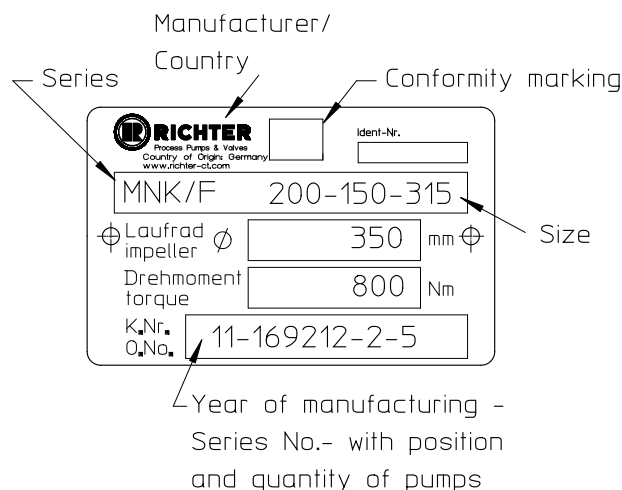 Manufacturer/
Country
Series
Conformity marking
RICHTER
Process Pumps & Valves
Country of Origin: Germany
www.richter-ct.com
Ident-Nr.
MNK/F 200-150-315
Size
Laufrad Ø 350 mm
impeller
Drehmoment 800 Nm
torque
K.Nr. 11-169212-2-5
O.No.
Year of manufacturing -
Series No.- with position
and quantity of pumps